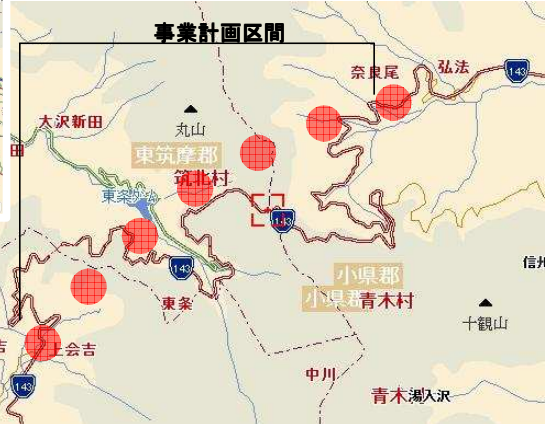 事業計画区間
奈良尾
弘法
143
大沢新田
丸山
田
東筑摩郡
筑北村
東条ダム
143
信州
143
小県郡
小県郡
青木村
東条
十観山
吉
上会吉
中川
143
青木
湯入沢